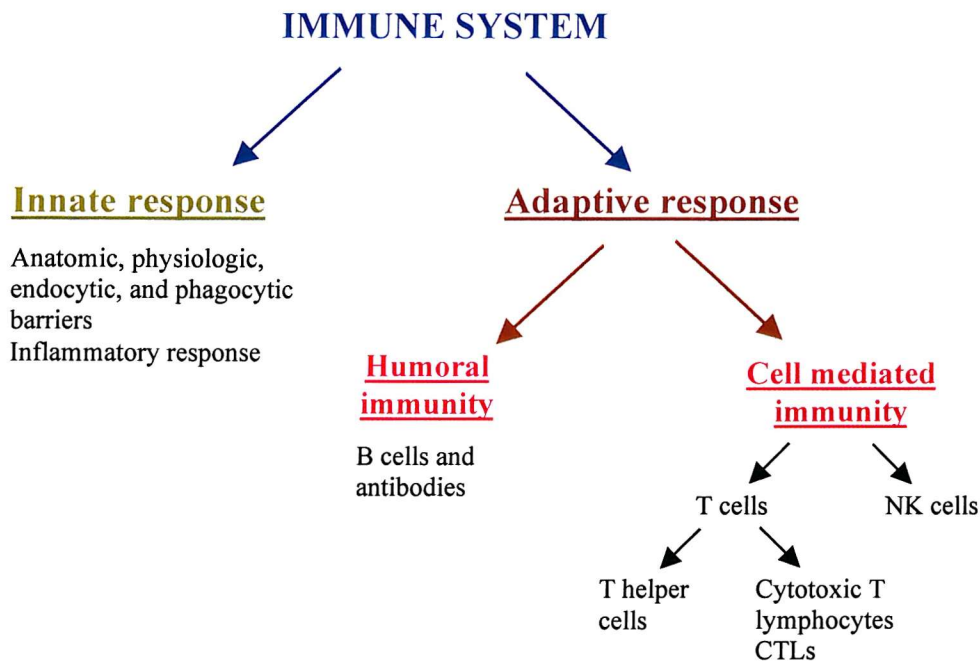 IMMUNE SYSTEM
Innate response
Anatomic, physiologic,
endocytic, and phagocytic
barriers
Inflammatory response
Adaptive response
Humoral
immunity
B cells and
antibodies
Cell mediated
immunity
T cells
NK cells
T helper
cells
Cytotoxic T
lymphocytes
CTLs